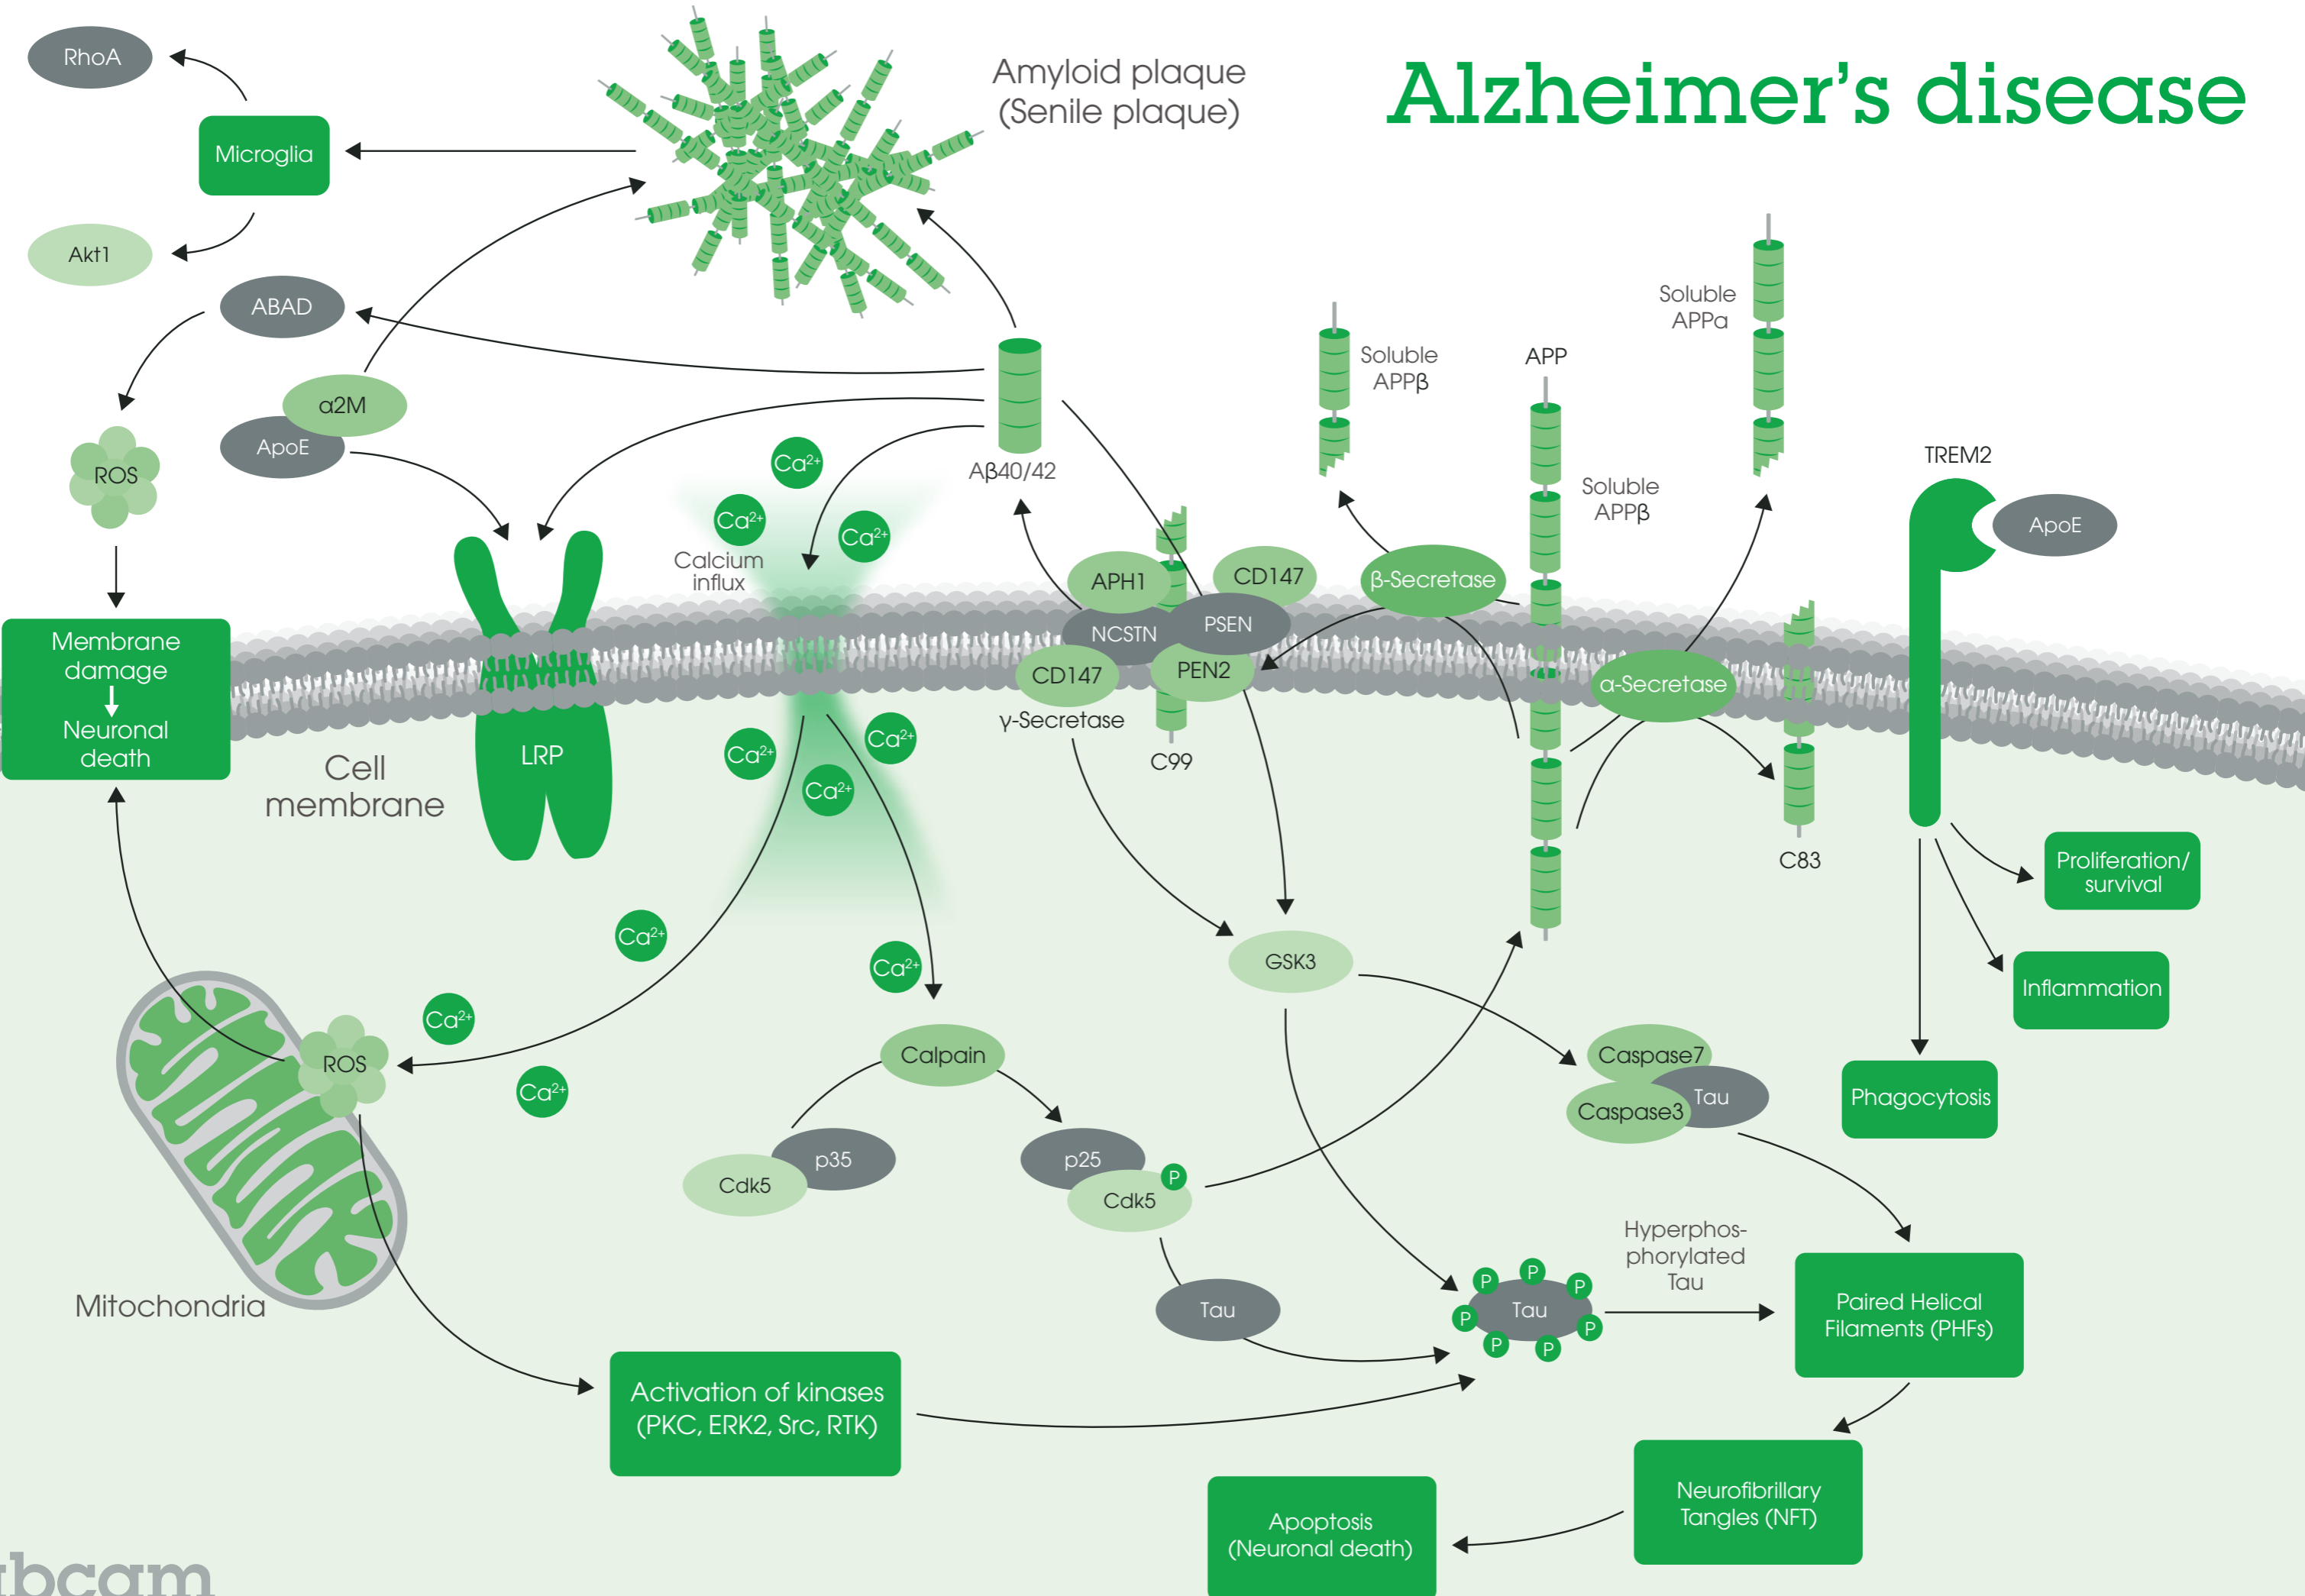 Alzheimer's disease
RhoA
Microglia
Akt1
Amyloid plaque
(Senile plaque)
ABAD
α2M
ApoE
ROS
Aβ40/42
Ca2+
Ca2+
Ca2+
Calcium
influx
Soluble
APPβ
APP
Soluble
APPβ
Soluble
APPα
TREM2
ApoE
Membrane
damage
Neuronal
death
Cell
membrane
LRP
Ca2+
Ca2+
Ca2+
APH1
CD147
NCSTN
PSEN
CD147
PEN2
γ-Secretase
C99
β-Secretase
α-Secretase
C83
Proliferation/
survival
Inflammation
Phagocytosis
Ca2+
Ca2+
Ca2+
Ca2+
ROS
Mitochondria
Calpain
Cdk5
p35
p25
P
Cdk5
GSK3
Caspase7
Tau
Caspase3
Tau
P
P
P
P
Tau
P
P
P
Hyperphos-
phorylated
Tau
Paired Helical
Filaments (PHFs)
Activation of kinases
(PKC, ERK2, Src, RTK)
Neurofibrillary
Tangles (NFT)
Apoptosis
(Neuronal death)
abcam